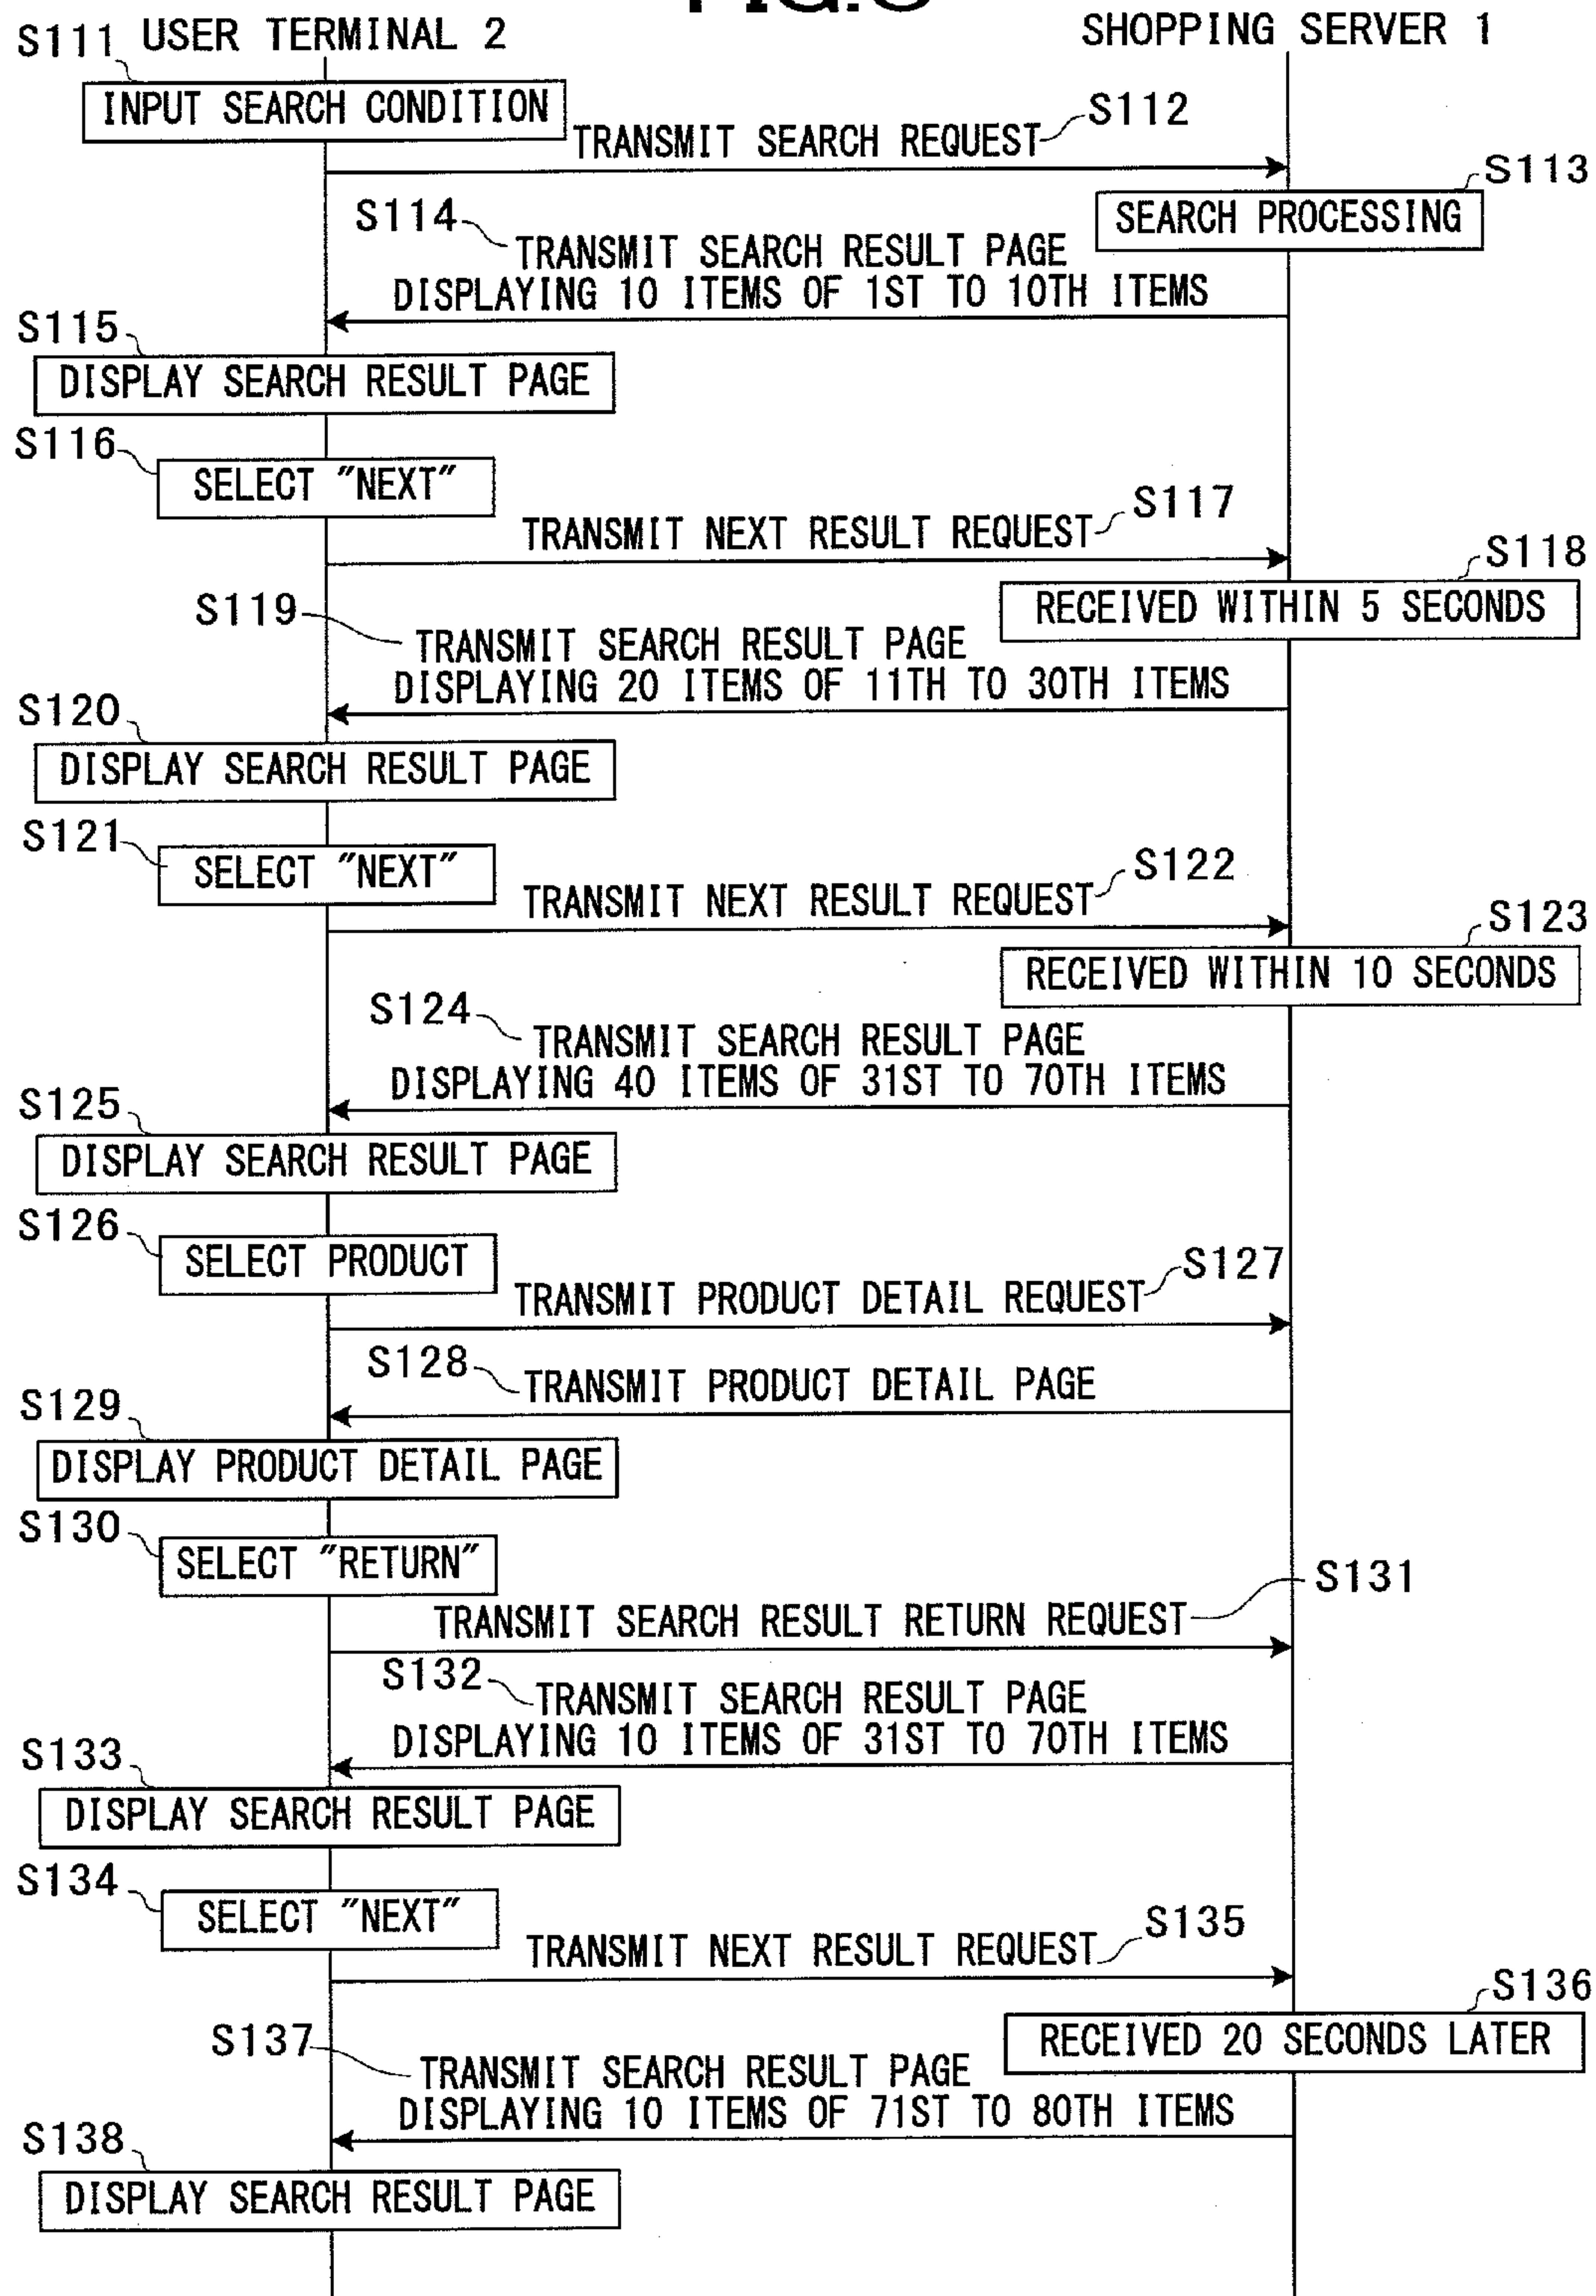 S111 USER TERMINAL 2
SHOPPING SERVER 1
INPUT SEARCH CONDITION
TRANSMIT SEARCH REQUEST
S112
S113
SEARCH PROCESSING
S114
TRANSMIT SEARCH RESULT PAGE
DISPLAYING 10 ITEMS OF 1ST TO 10TH ITEMS
S115
DISPLAY SEARCH RESULT PAGE
S116
SELECT "NEXT"
S117
TRANSMIT NEXT RESULT REQUEST
S118
RECEIVED WITHIN 5 SECONDS
S119
TRANSMIT SEARCH RESULT PAGE
DISPLAYING 20 ITEMS OF 11TH TO 30TH ITEMS
S120
DISPLAY SEARCH RESULT PAGE
S121
SELECT "NEXT"
S122
TRANSMIT NEXT RESULT REQUEST
S123
RECEIVED WITHIN 10 SECONDS
S124
TRANSMIT SEARCH RESULT PAGE
DISPLAYING 40 ITEMS OF 31ST TO 70TH ITEMS
S125
DISPLAY SEARCH RESULT PAGE
S126
SELECT PRODUCT
S127
TRANSMIT PRODUCT DETAIL REQUEST
S128
TRANSMIT PRODUCT DETAIL PAGE
S129
DISPLAY PRODUCT DETAIL PAGE
S130
SELECT "RETURN"
S131
TRANSMIT SEARCH RESULT RETURN REQUEST
S132
TRANSMIT SEARCH RESULT PAGE
DISPLAYING 10 ITEMS OF 31ST TO 70TH ITEMS
S133
DISPLAY SEARCH RESULT PAGE
S134
SELECT "NEXT"
S135
TRANSMIT NEXT RESULT REQUEST
S136
RECEIVED 20 SECONDS LATER
S137
TRANSMIT SEARCH RESULT PAGE
DISPLAYING 10 ITEMS OF 71ST TO 80TH ITEMS
S138
DISPLAY SEARCH RESULT PAGE